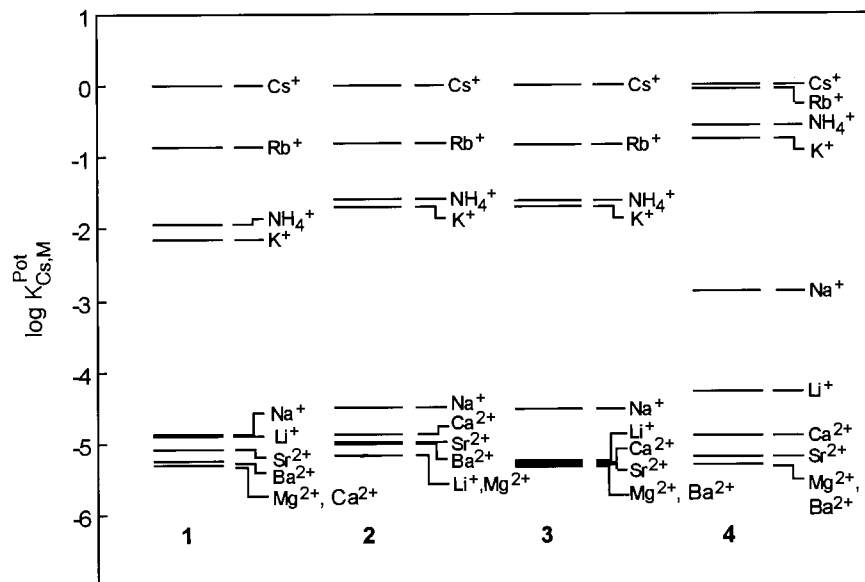 log K Pot Cs,M
1
0
-1
-2
-3
-4
-5
-6
Cs+
Rb+
NH4+
K+
Na+
Li+
Sr2+
Ba2+
Mg2+, Ca2+
1
Cs+
Rb+
NH4+
K+
Na+
Ca2+
Sr2+
Ba2+
Li+,Mg2+
2
Cs+
Rb+
NH4+
K+
Na+
Li+
Ca2+
Sr2+
Mg2+, Ba2+
3
Cs+
Rb+
NH4+
K+
Na+
Li+
Ca2+
Sr2+
Mg2+,
Ba2+
4